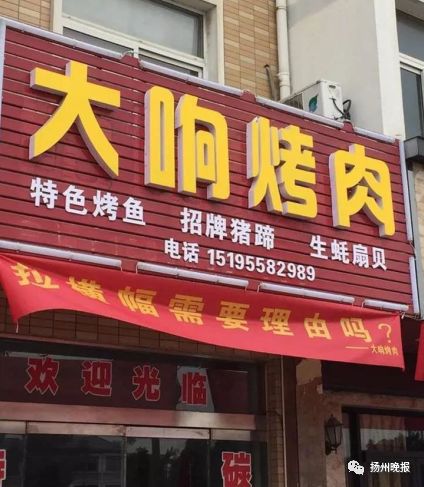 大响烤肉
特色烤鱼 招牌猪蹄 生蚝扇贝
电话 15195582989
拉横幅需要理由吗？
——大响烤肉
欢迎光临
碳
扬州晚报